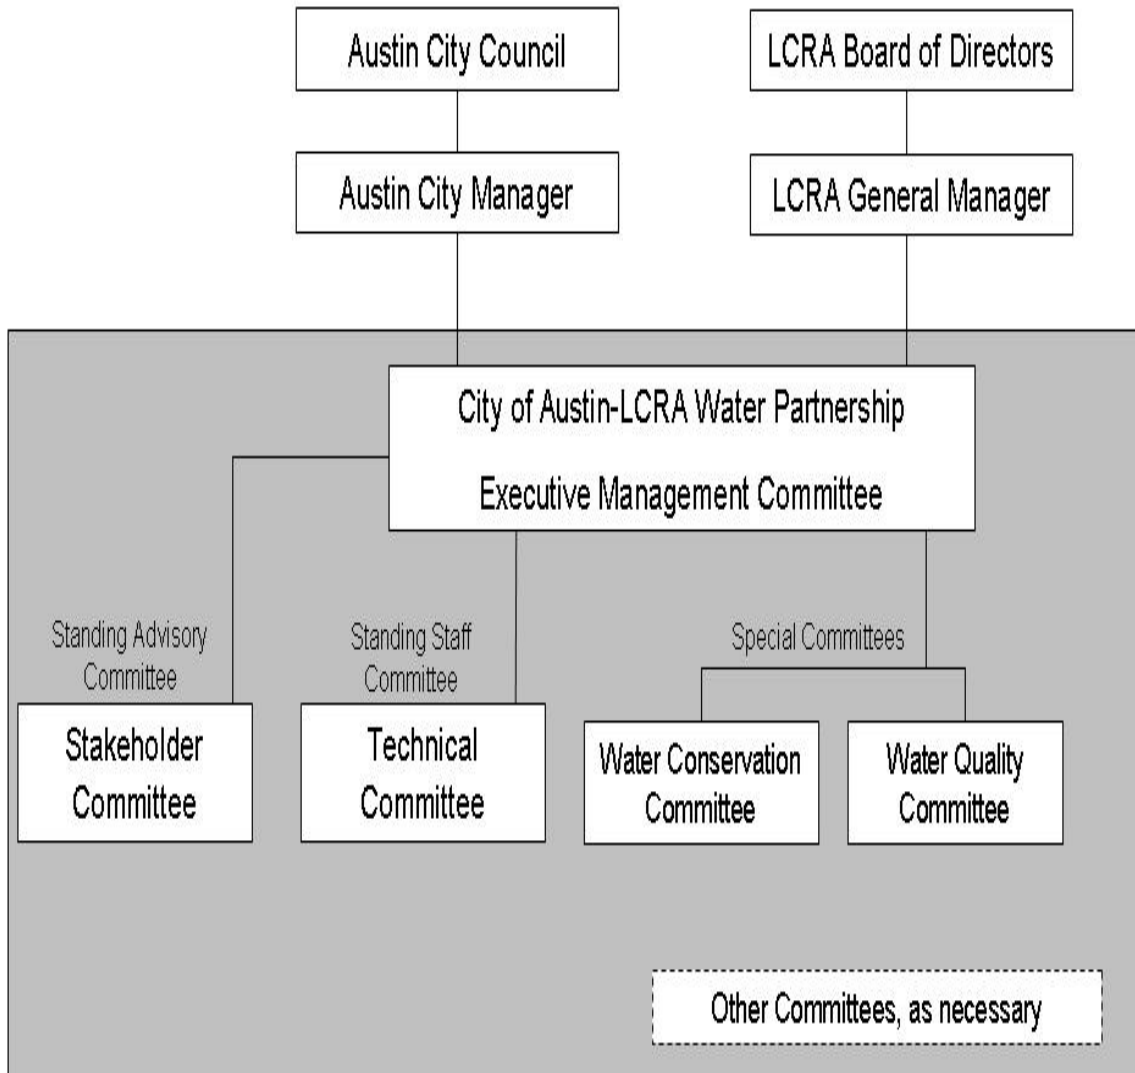 Austin City Council
LCRA Board of Directors
Austin City Manager
LCRA General Manager
City of Austin-LCRA Water Partnership
Executive Management Committee
Standing Advisory
Committee
Stakeholder
Committee
Standing Staff
Committee
Technical
Committee
Special Committees
Water Conservation
Committee
Water Quality
Committee
Other Committees, as necessary